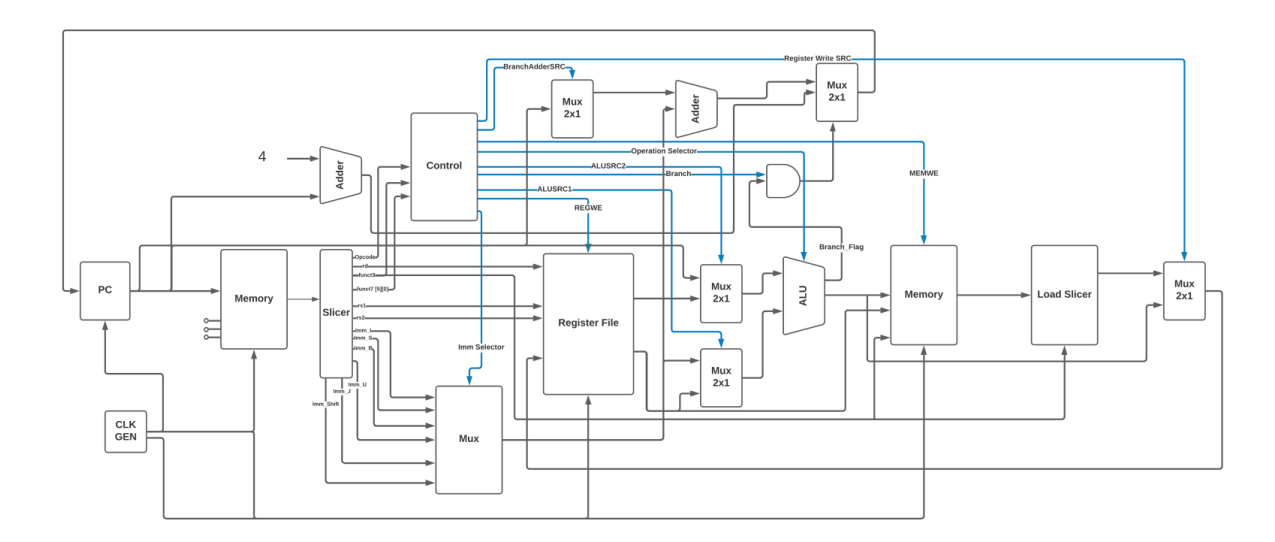 Register Write SRC
BranchAdderSRC
Mux
2x1
Adder
Mux
2x1
4
Adder
Control
Operation Selector
ALUSRC2
Branch
ALUSRC1
REGWE
MEMWE
Branch_Flag
PC
Memory
Slicer
Opcode
rd
funct3
funct7 [5][0]
rs1
rs2
Imm_I
Imm_S
Imm_B
Imm_U
Imm_J
Imm_Shift
Register File
Mux
2x1
ALU
Memory
Load Slicer
Mux
2x1
Imm Selector
Mux
2x1
CLK
GEN
Mux